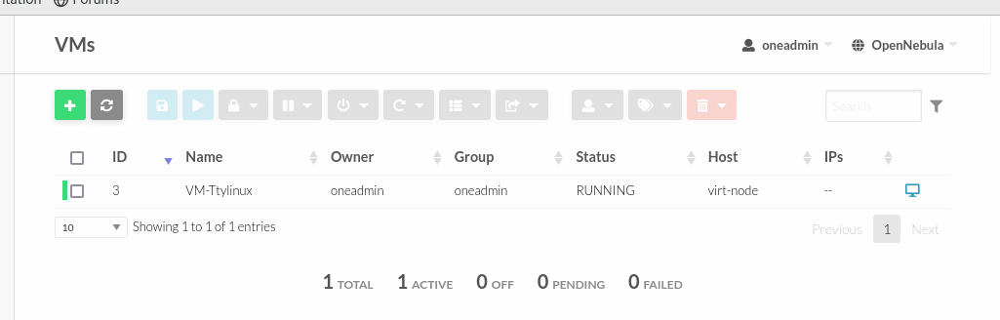 Forums
VMs
oneadmin
OpenNebula
Search
ID Name Owner Group Status Host IPs
3 VM-Ttylinux oneadmin oneadmin RUNNING virt-node --
10 Showing 1 to 1 of 1 entries
Previous 1 Next
1 TOTAL 1 ACTIVE 0 OFF 0 PENDING 0 FAILED